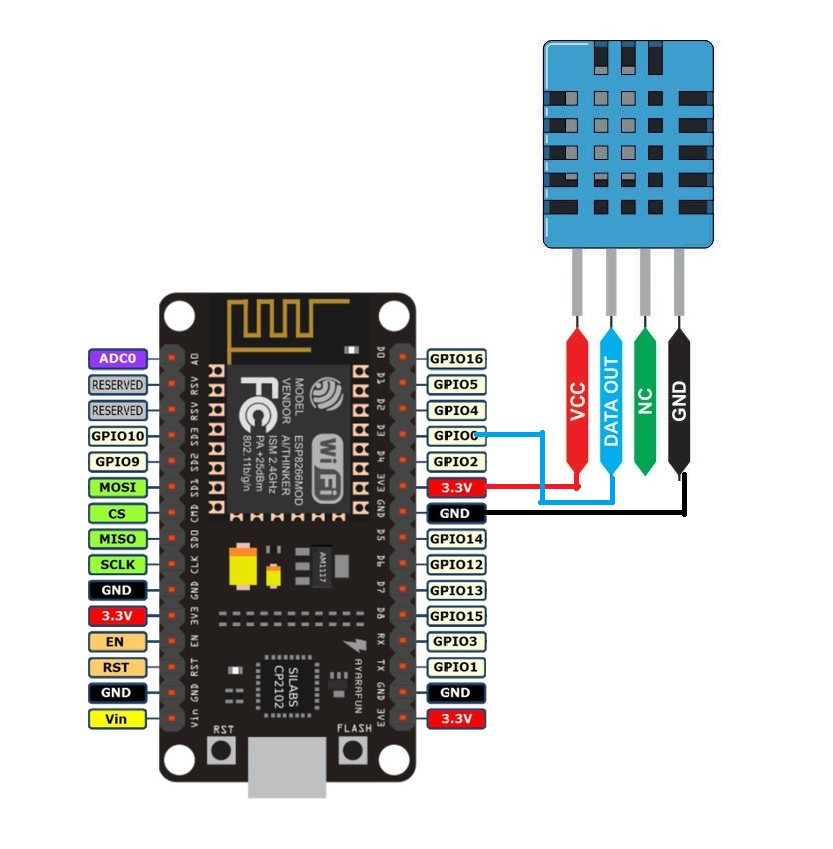 VCC
DATA OUT
NC
GND
ADC0
RESERVED
RESERVED
GPIO10
GPIO9
MOSI
CS
MISO
SCLK
GND
3.3V
EN
RST
GND
Vin
A0
RSV
RSV
SD3
SD2
SD1
CMD
SD0
CLK
GND
3V3
EN
RST
GND
Vin
FC
MODEL
VENDOR
ESP8266MOD
AI/THINKER
ISM 2.4GHz
PA +25dBm
802.11b/g/n
Wi Fi
AM1117
SILABS
CP2102
AYARAFUN
RST
FLASH
D0
D1
D2
D3
D4
3V3
GND
D5
D6
D7
D8
RX
TX
GND
3V3
GPIO16
GPIO5
GPIO4
GPIO0
GPIO2
3.3V
GND
GPIO14
GPIO12
GPIO13
GPIO15
GPIO3
GPIO1
GND
3.3V